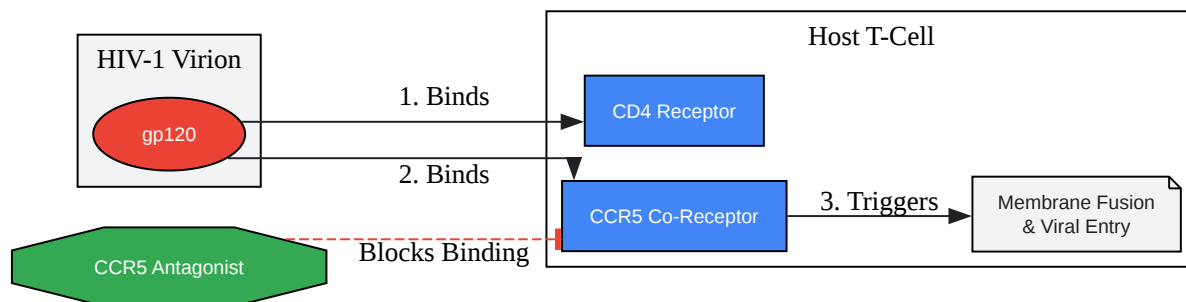 HIV-1 Virion
gp120
1. Binds
2. Binds
Host T-Cell
CD4 Receptor
CCR5 Co-Receptor
3. Triggers
Membrane Fusion
& Viral Entry
CCR5 Antagonist
Blocks Binding